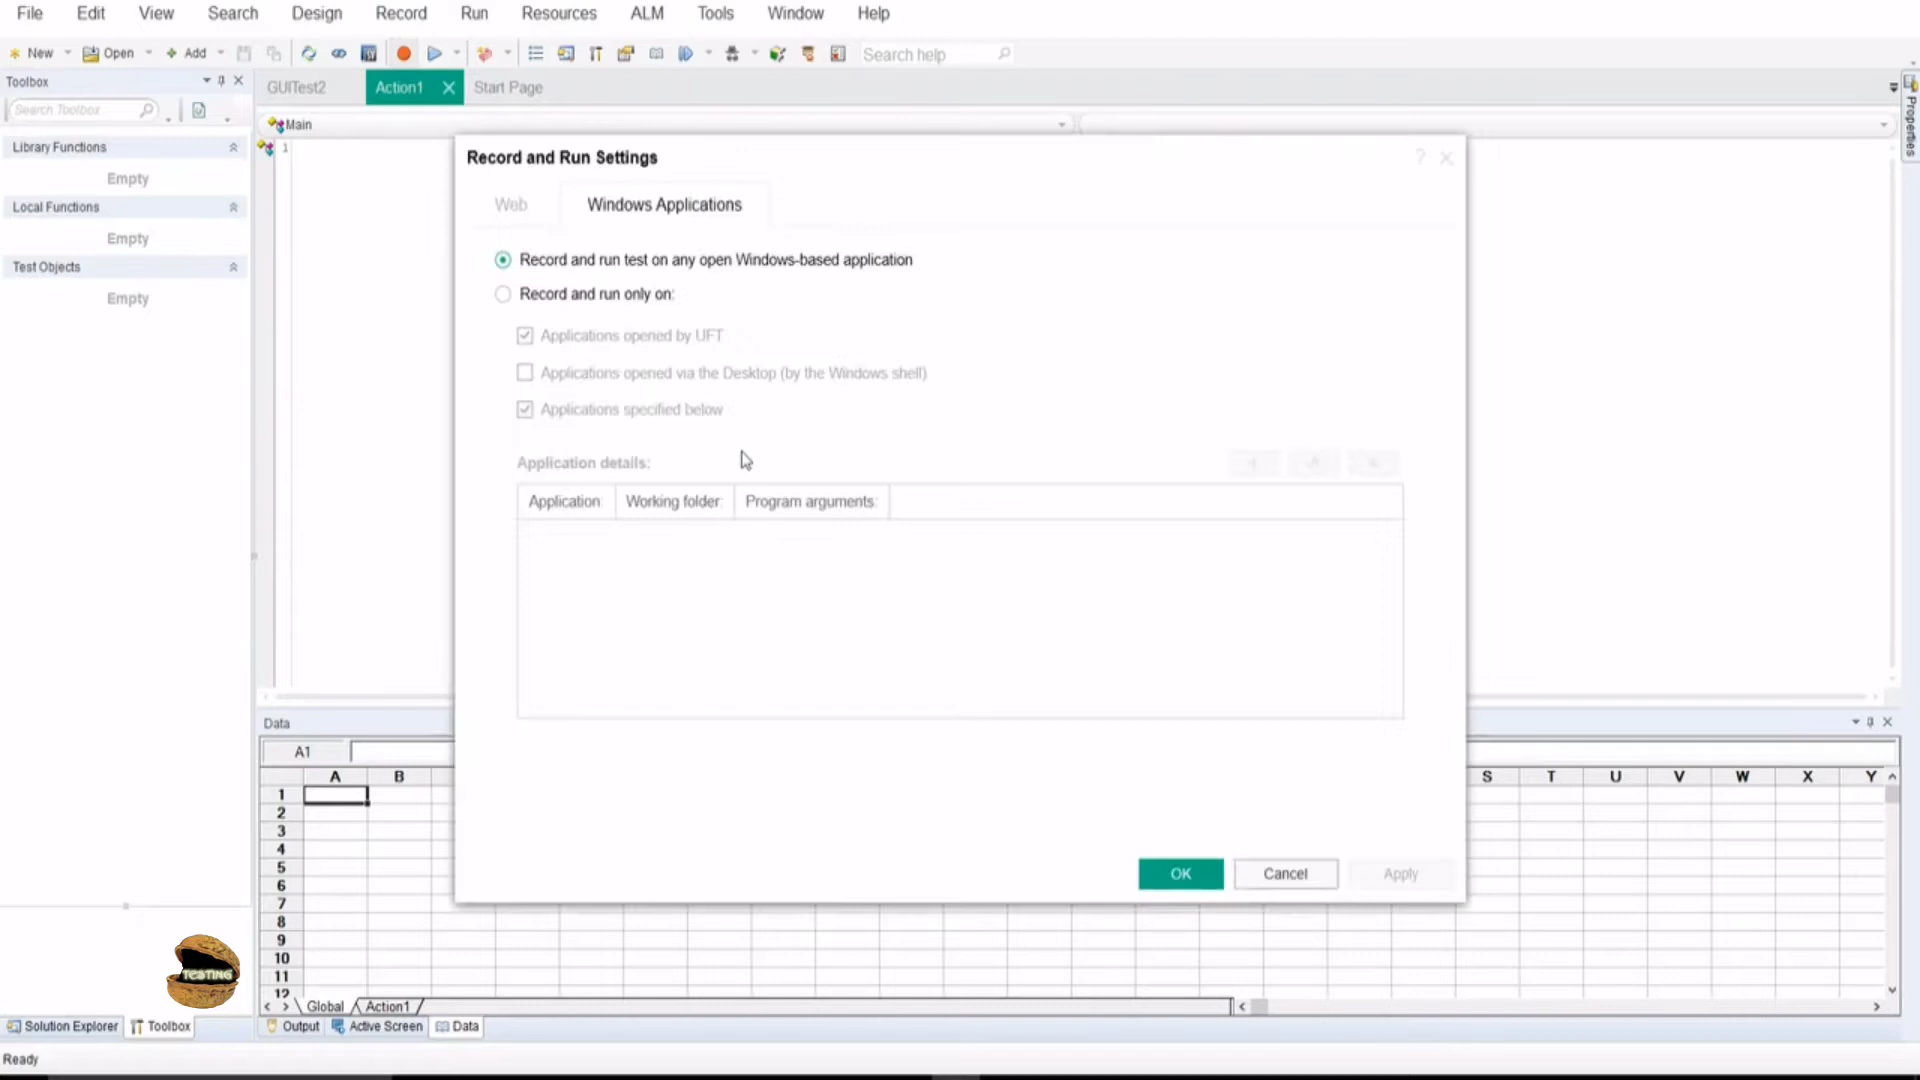 File Edit View Search Design Record Run Resources ALM Tools Window Help
New Open Add Search help
Toolbox
Search Toolbox
Library Functions
Empty
Local Functions
Empty
Test Objects
Empty
GUITest2 Action1 Start Page
Properties
Main
1
Record and Run Settings
Web Windows Applications
Record and run test on any open Windows-based application
Record and run only on:
Applications opened by UFT
Applications opened via the Desktop (by the Windows shell)
Applications specified below
Application details:
Application: Working folder: Program arguments:
OK Cancel Apply
Data
A1
A B S T U V W X Y
1
2
3
4
5
6
7
8
9
10
11
12
Global Action1
TESTING
Solution Explorer Toolbox Output Active Screen Data
Ready